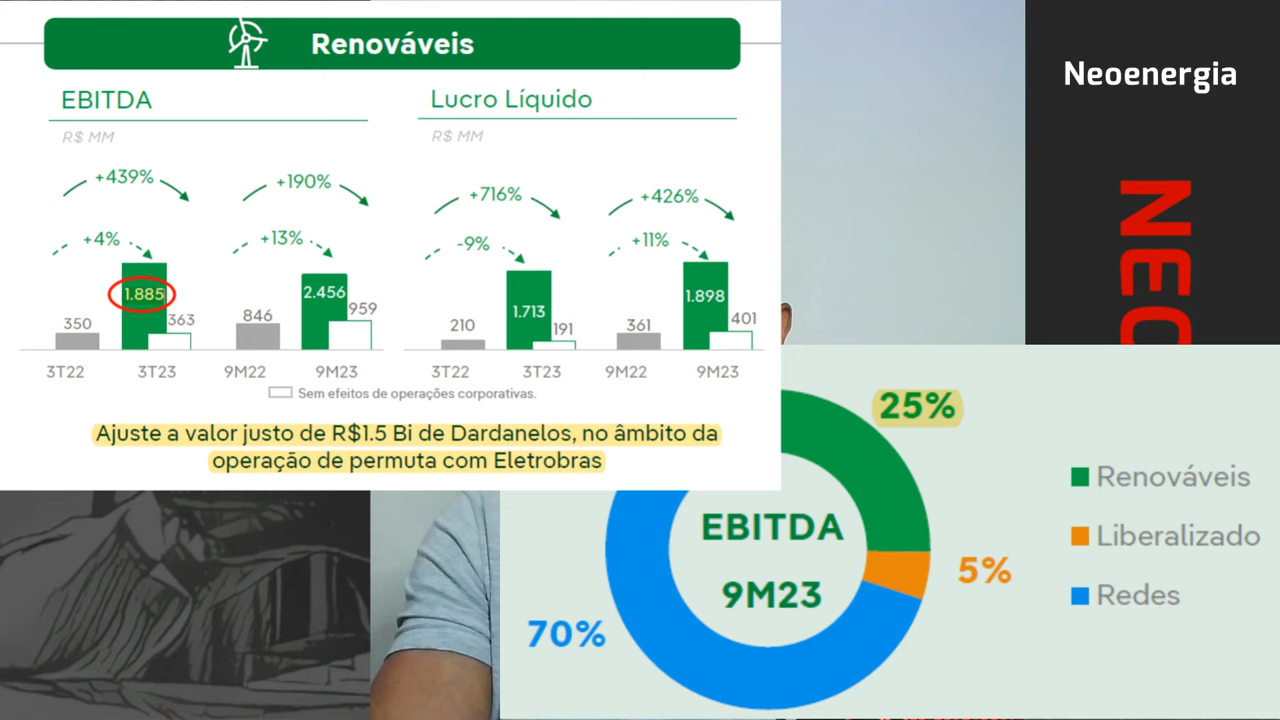 Renováveis
EBITDA
R$ MM
+439%
+190%
+4%
+13%
1.885
2.456
350
363
846
959
3T22
3T23
9M22
9M23
Lucro Líquido
R$ MM
+716%
+426%
-9%
+11%
1.713
1.898
210
191
361
401
3T22
3T23
9M22
9M23
Sem efeitos de operações corporativas.
Ajuste a valor justo de R$1.5 Bi de Dardanelos, no âmbito da
operação de permuta com Eletrobras
Neoenergia
NEO
25%
EBITDA
9M23
5%
70%
Renováveis
Liberalizado
Redes